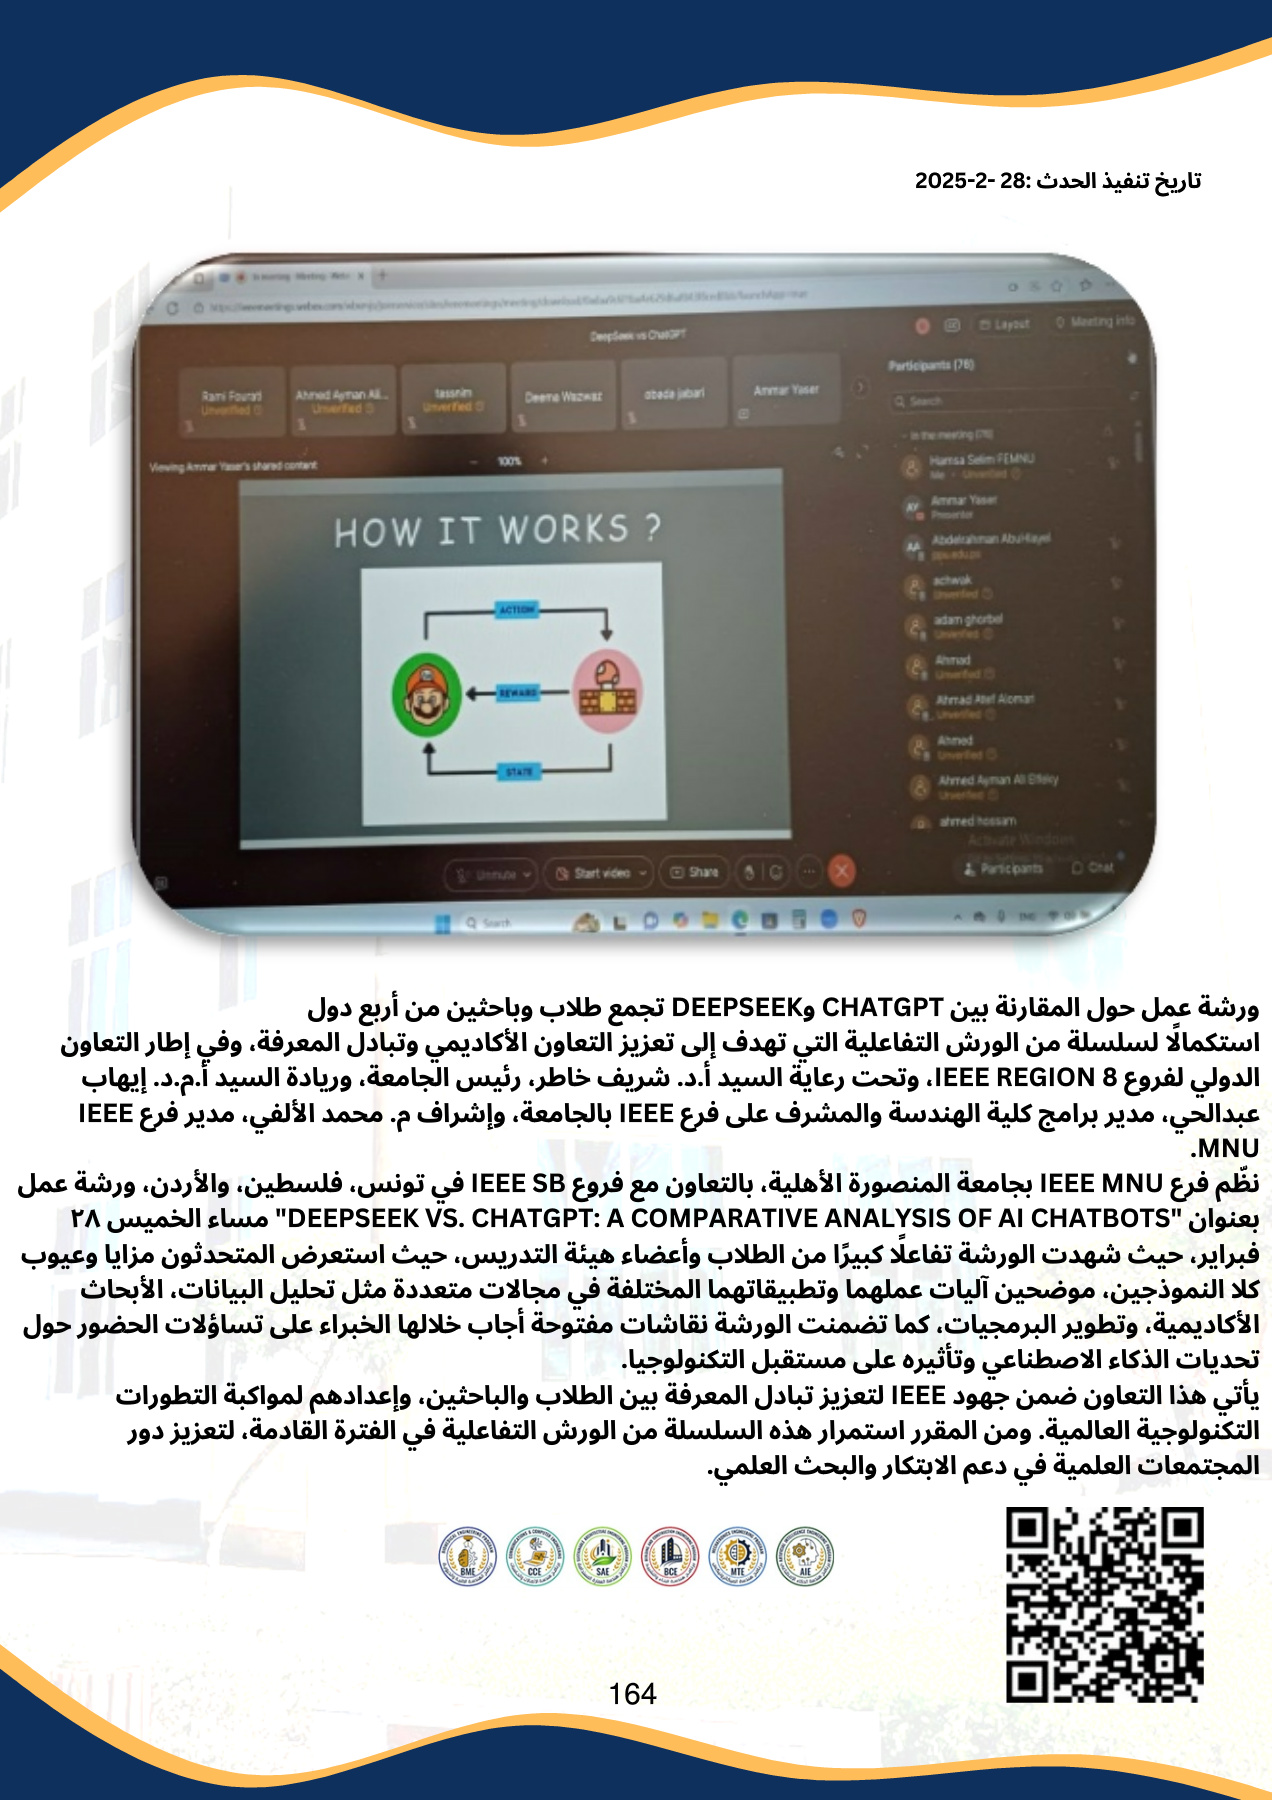 تاريخ تنفيذ الحدث :28 -2-2025
DeepSeek vs ChatGPT
Layout
Meeting info
Rami Fourati
Unverified
Ahmed Ayman Ali...
Unverified
tassnim
Unverified
Deema Wazwaz
obada jabari
Ammar Yaser
Participants (76)
Search
In the meeting (76)
Viewing Ammar Yaser's shared content
100%
Hamsa Selim FEMNU
Me • Unverified
AY Ammar Yaser
Presenter
AA Abdelrahman AbuHlayel
ppu.edu.ps
achwak
Unverified
adam ghorbel
Unverified
Ahmad
Unverified
Ahmad Atef Alomari
Unverified
Ahmed
Unverified
Ahmed Ayman Ali Elfeky
Unverified
ahmed hossam
HOW IT WORKS ?
ACTION
REWARD
STATE
Activate Windows
Unmute
Start video
Share
Participants
Chat
Search
ENG
ورشة عمل حول المقارنة بين CHATGPT وDEEPSEEK تجمع طلاب وباحثين من أربع دول
استكمالًا لسلسلة من الورش التفاعلية التي تهدف إلى تعزيز التعاون الأكاديمي وتبادل المعرفة، وفي إطار التعاون
الدولي لفروع IEEE REGION 8، وتحت رعاية السيد أ.د. شريف خاطر، رئيس الجامعة، وريادة السيد أ.م.د. إيهاب
عبدالحي، مدير برامج كلية الهندسة والمشرف على فرع IEEE بالجامعة، وإشراف م. محمد الألفي، مدير فرع IEEE
MNU.
نظّم فرع IEEE MNU بجامعة المنصورة الأهلية، بالتعاون مع فروع IEEE SB في تونس، فلسطين، والأردن، ورشة عمل
بعنوان "DEEPSEEK VS. CHATGPT: A COMPARATIVE ANALYSIS OF AI CHATBOTS" مساء الخميس ٢٨
فبراير، حيث شهدت الورشة تفاعلًا كبيرًا من الطلاب وأعضاء هيئة التدريس، حيث استعرض المتحدثون مزايا وعيوب
كلا النموذجين، موضحين آليات عملهما وتطبيقاتهما المختلفة في مجالات متعددة مثل تحليل البيانات، الأبحاث
الأكاديمية، وتطوير البرمجيات، كما تضمنت الورشة نقاشات مفتوحة أجاب خلالها الخبراء على تساؤلات الحضور حول
تحديات الذكاء الاصطناعي وتأثيره على مستقبل التكنولوجيا.
يأتي هذا التعاون ضمن جهود IEEE لتعزيز تبادل المعرفة بين الطلاب والباحثين، وإعدادهم لمواكبة التطورات
التكنولوجية العالمية. ومن المقرر استمرار هذه السلسلة من الورش التفاعلية في الفترة القادمة، لتعزيز دور
المجتمعات العلمية في دعم الابتكار والبحث العلمي.
BME
CCE
SAE
BCE
MTE
AIE
164